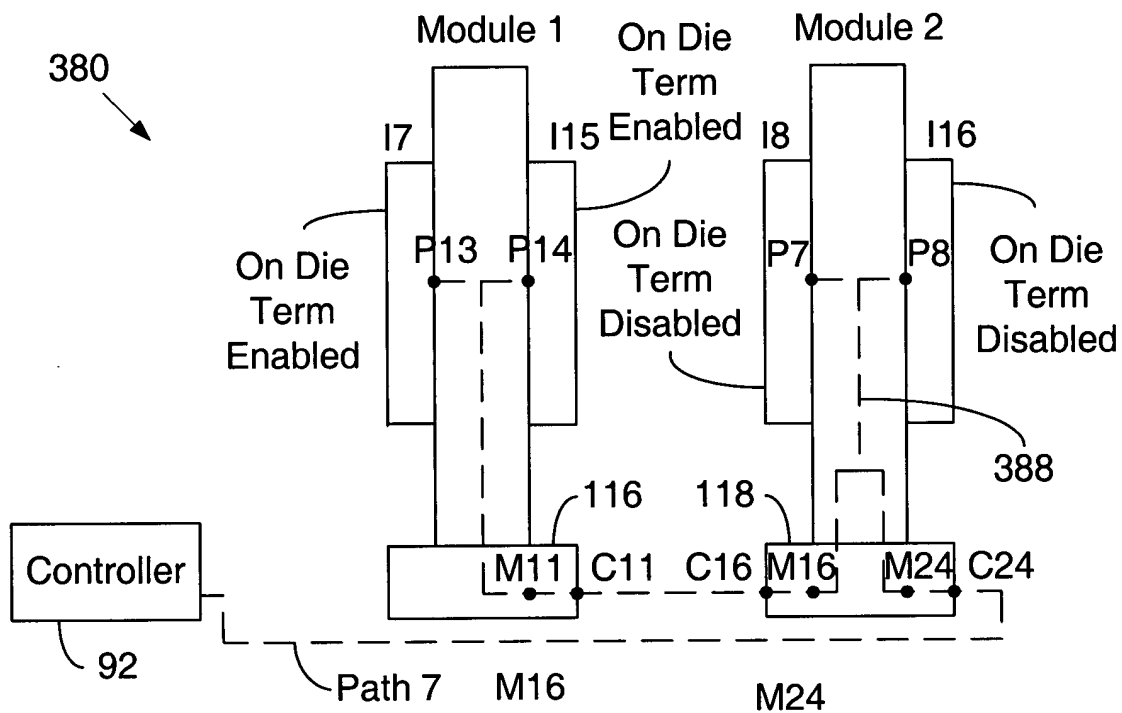 Module 1
Module 2
380
On Die
Term
Enabled
I7
I15
I8
I16
On Die
Term
Enabled
P13
P14
On Die
Term
Disabled
P7
P8
On Die
Term
Disabled
388
116
118
Controller
M11
C11
C16
M16
M24
C24
92
Path 7
M16
M24